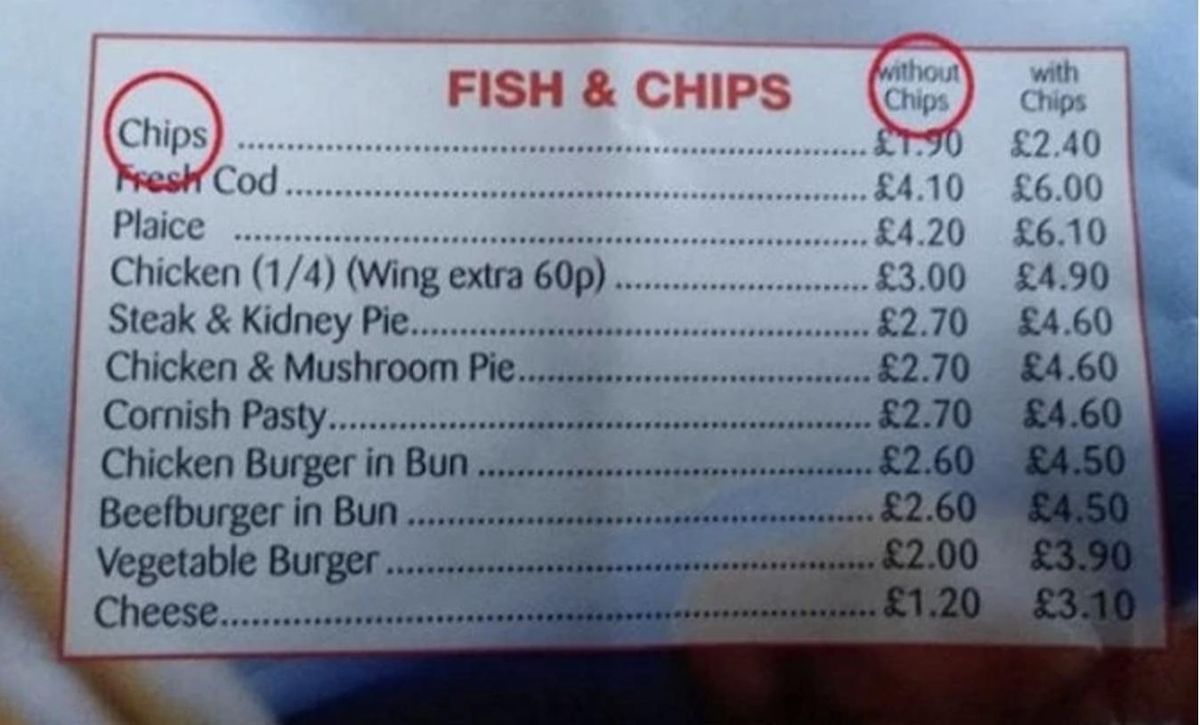 FISH & CHIPS without Chips with Chips
Chips ........ £1.90 £2.40
Fresh Cod ........ £4.10 £6.00
Plaice ........ £4.20 £6.10
Chicken (1/4) (Wing extra 60p) ........ £3.00 £4.90
Steak & Kidney Pie........ £2.70 £4.60
Chicken & Mushroom Pie........ £2.70 £4.60
Cornish Pasty........ £2.70 £4.60
Chicken Burger in Bun ........ £2.60 £4.50
Beefburger in Bun ........ £2.60 £4.50
Vegetable Burger ........ £2.00 £3.90
Cheese........ £1.20 £3.10